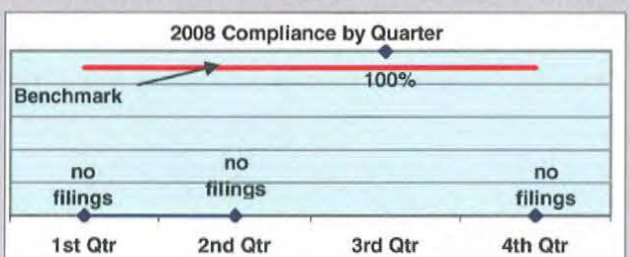 2008 Compliance by Quarter
100%
Benchmark
no
filings
no
filings
no
filings
1st Qtr 2nd Qtr 3rd Qtr 4th Qtr